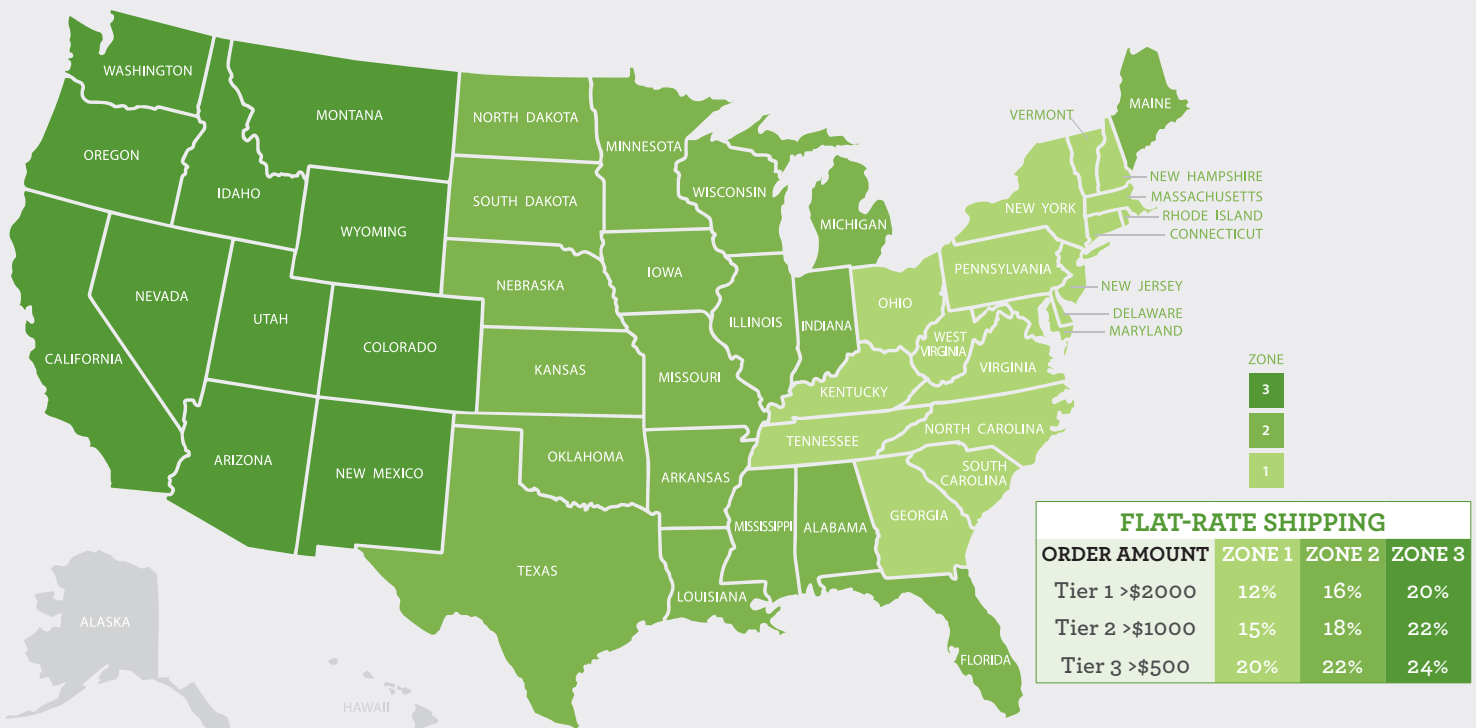 WASHINGTON
MONTANA
OREGON
IDAHO
WYOMING
NORTH DAKOTA
MINNESOTA
SOUTH DAKOTA
WISCONSIN
MICHIGAN
VERMONT
MAINE
NEW HAMPSHIRE
MASSACHUSETTS
NEW YORK
RHODE ISLAND
CONNECTICUT
NEVADA
UTAH
CALIFORNIA
COLORADO
NEBRASKA
IOWA
ILLINOIS
INDIANA
OHIO
PENNSYLVANIA
NEW JERSEY
DELAWARE
MARYLAND
WEST
VIRGINIA
VIRGINIA
KANSAS
MISSOURI
KENTUCKY
ARIZONA
NEW MEXICO
OKLAHOMA
ARKANSAS
TENNESSEE
NORTH CAROLINA
SOUTH
CAROLINA
TEXAS
LOUISIANA
MISSISSIPPI
ALABAMA
GEORGIA
FLORIDA
ALASKA
HAWAII
ZONE
3
2
1
FLAT-RATE SHIPPING
ORDER AMOUNT ZONE 1 ZONE 2 ZONE 3
Tier 1 >$2000 12% 16% 20%
Tier 2 >$1000 15% 18% 22%
Tier 3 >$500 20% 22% 24%